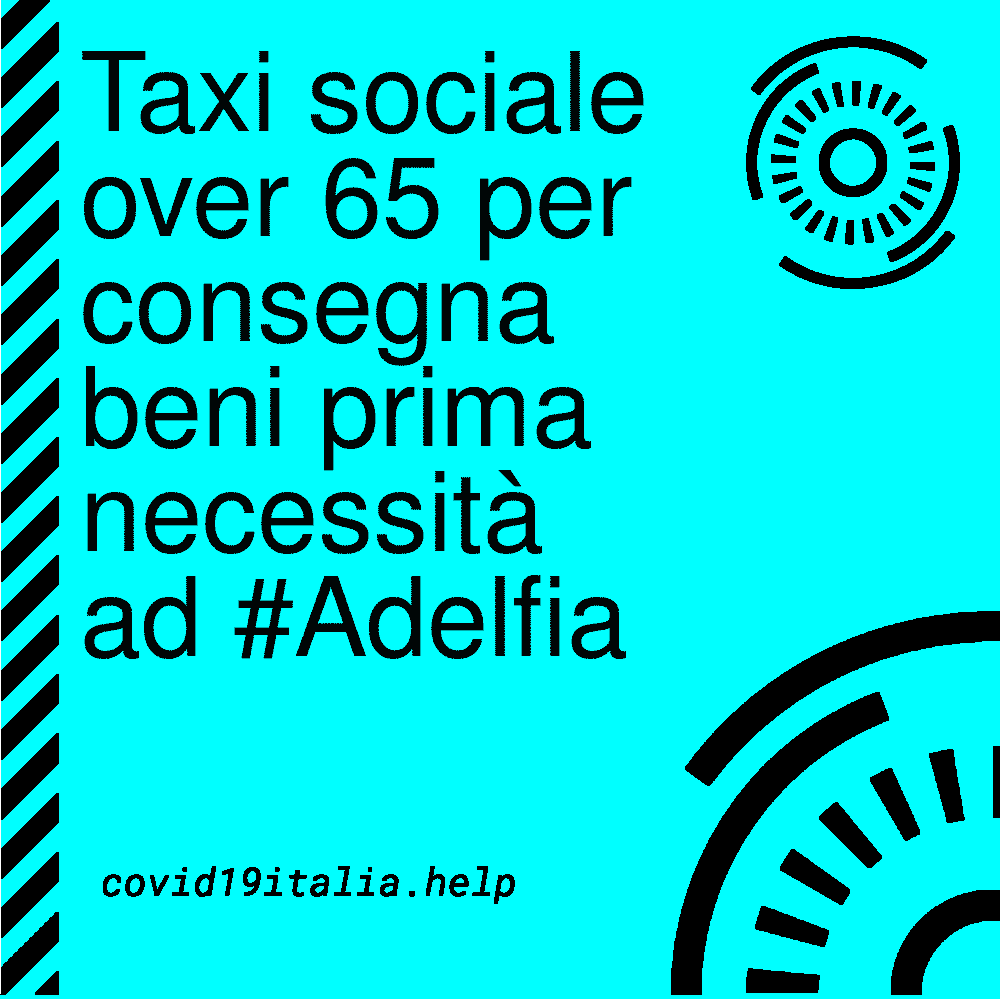 Taxi sociale
over 65 per
consegna
beni prima
necessità
ad #Adelfia
covid19italia.help